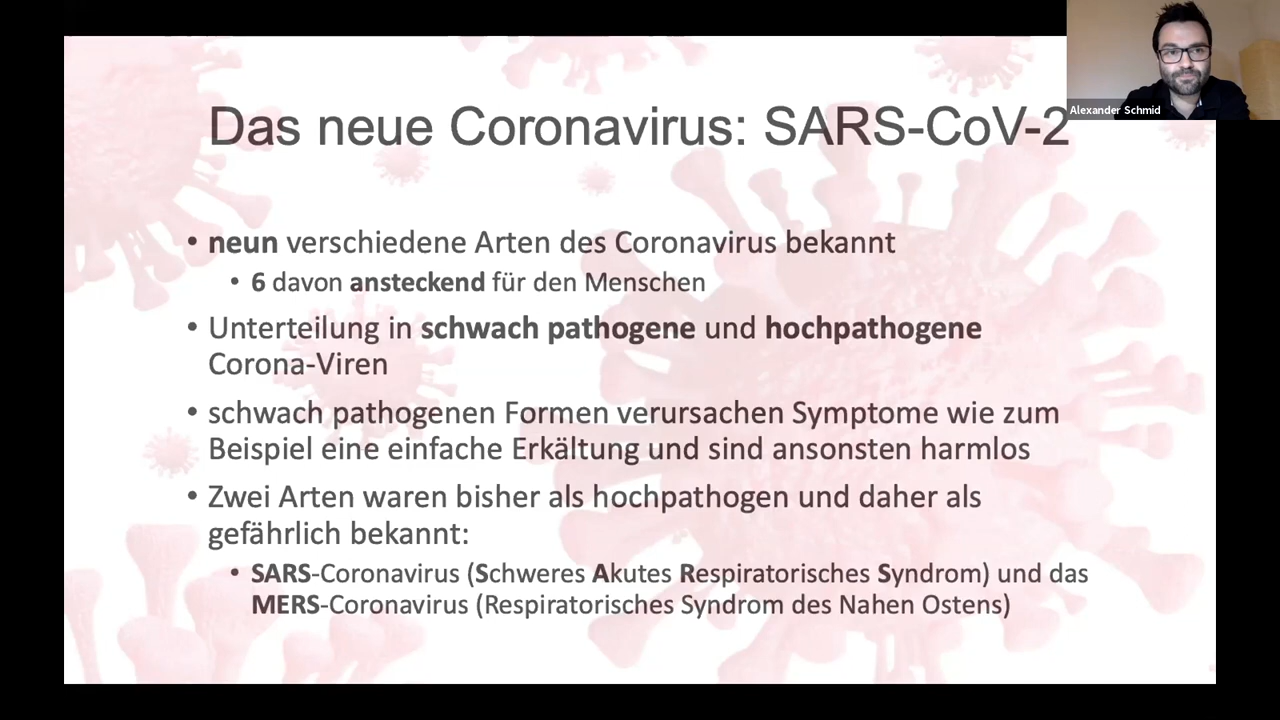 Alexander Schmid
Das neue Coronavirus: SARS-CoV-2
• neun verschiedene Arten des Coronavirus bekannt
• 6 davon ansteckend für den Menschen
• Unterteilung in schwach pathogene und hochpathogene
Corona-Viren
• schwach pathogenen Formen verursachen Symptome wie zum
Beispiel eine einfache Erkältung und sind ansonsten harmlos
• Zwei Arten waren bisher als hochpathogen und daher als
gefährlich bekannt:
• SARS-Coronavirus (Schweres Akutes Respiratorisches Syndrom) und das
MERS-Coronavirus (Respiratorisches Syndrom des Nahen Ostens)